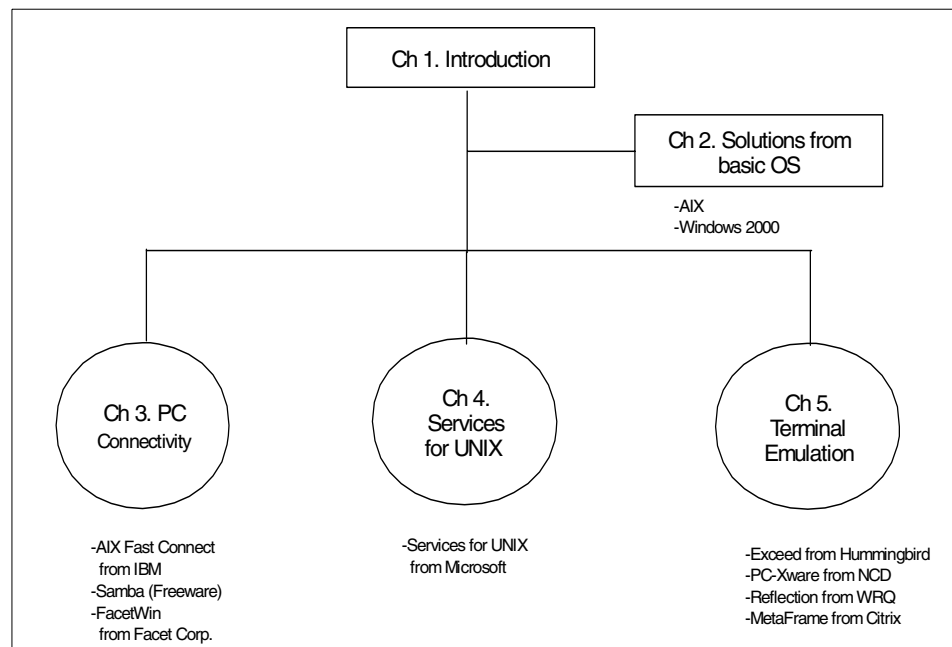 Ch 1. Introduction
Ch 2. Solutions from
basic OS
-AIX
-Windows 2000
Ch 3. PC
Connectivity
-AIX Fast Connect
from IBM
-Samba (Freeware)
-FacetWin
from Facet Corp.
Ch 4.
Services
for UNIX
-Services for UNIX
from Microsoft
Ch 5.
Terminal
Emulation
-Exceed from Hummingbird
-PC-Xware from NCD
-Reflection from WRQ
-MetaFrame from Citrix